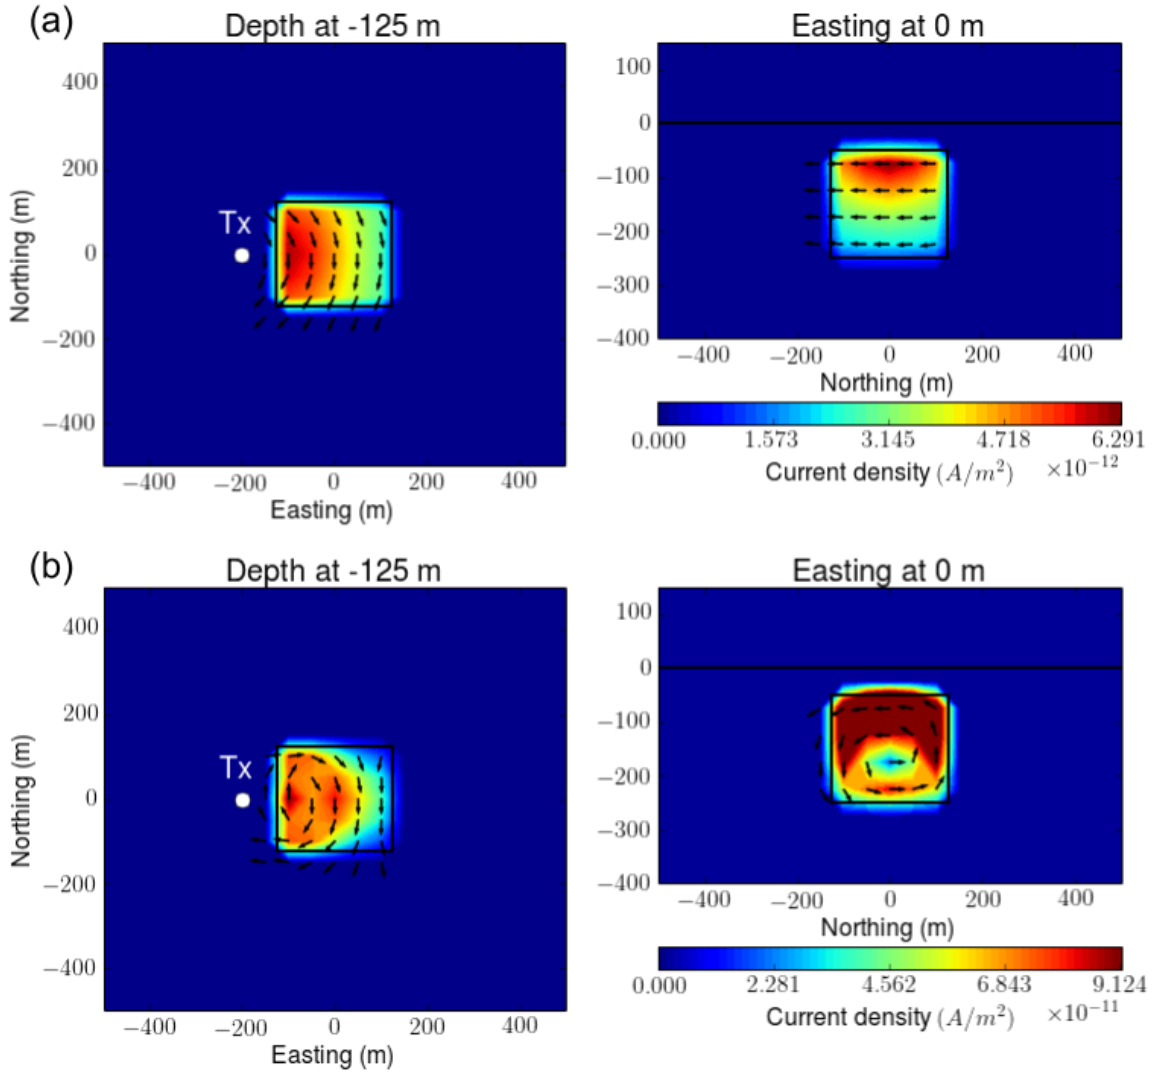 (a)
Depth at -125 m
Easting at 0 m
400
200
0
−200
−400
Northing (m)
Tx
−400 −200 0 200 400
Easting (m)
100
0
−100
−200
−300
−400
−400 −200 0 200 400
Northing (m)
0.000 1.573 3.145 4.718 6.291
Current density (A/m²) ×10⁻¹²
(b)
Depth at -125 m
Easting at 0 m
400
200
0
−200
−400
Northing (m)
Tx
−400 −200 0 200 400
Easting (m)
100
0
−100
−200
−300
−400
−400 −200 0 200 400
Northing (m)
0.000 2.281 4.562 6.843 9.124
Current density (A/m²) ×10⁻¹¹